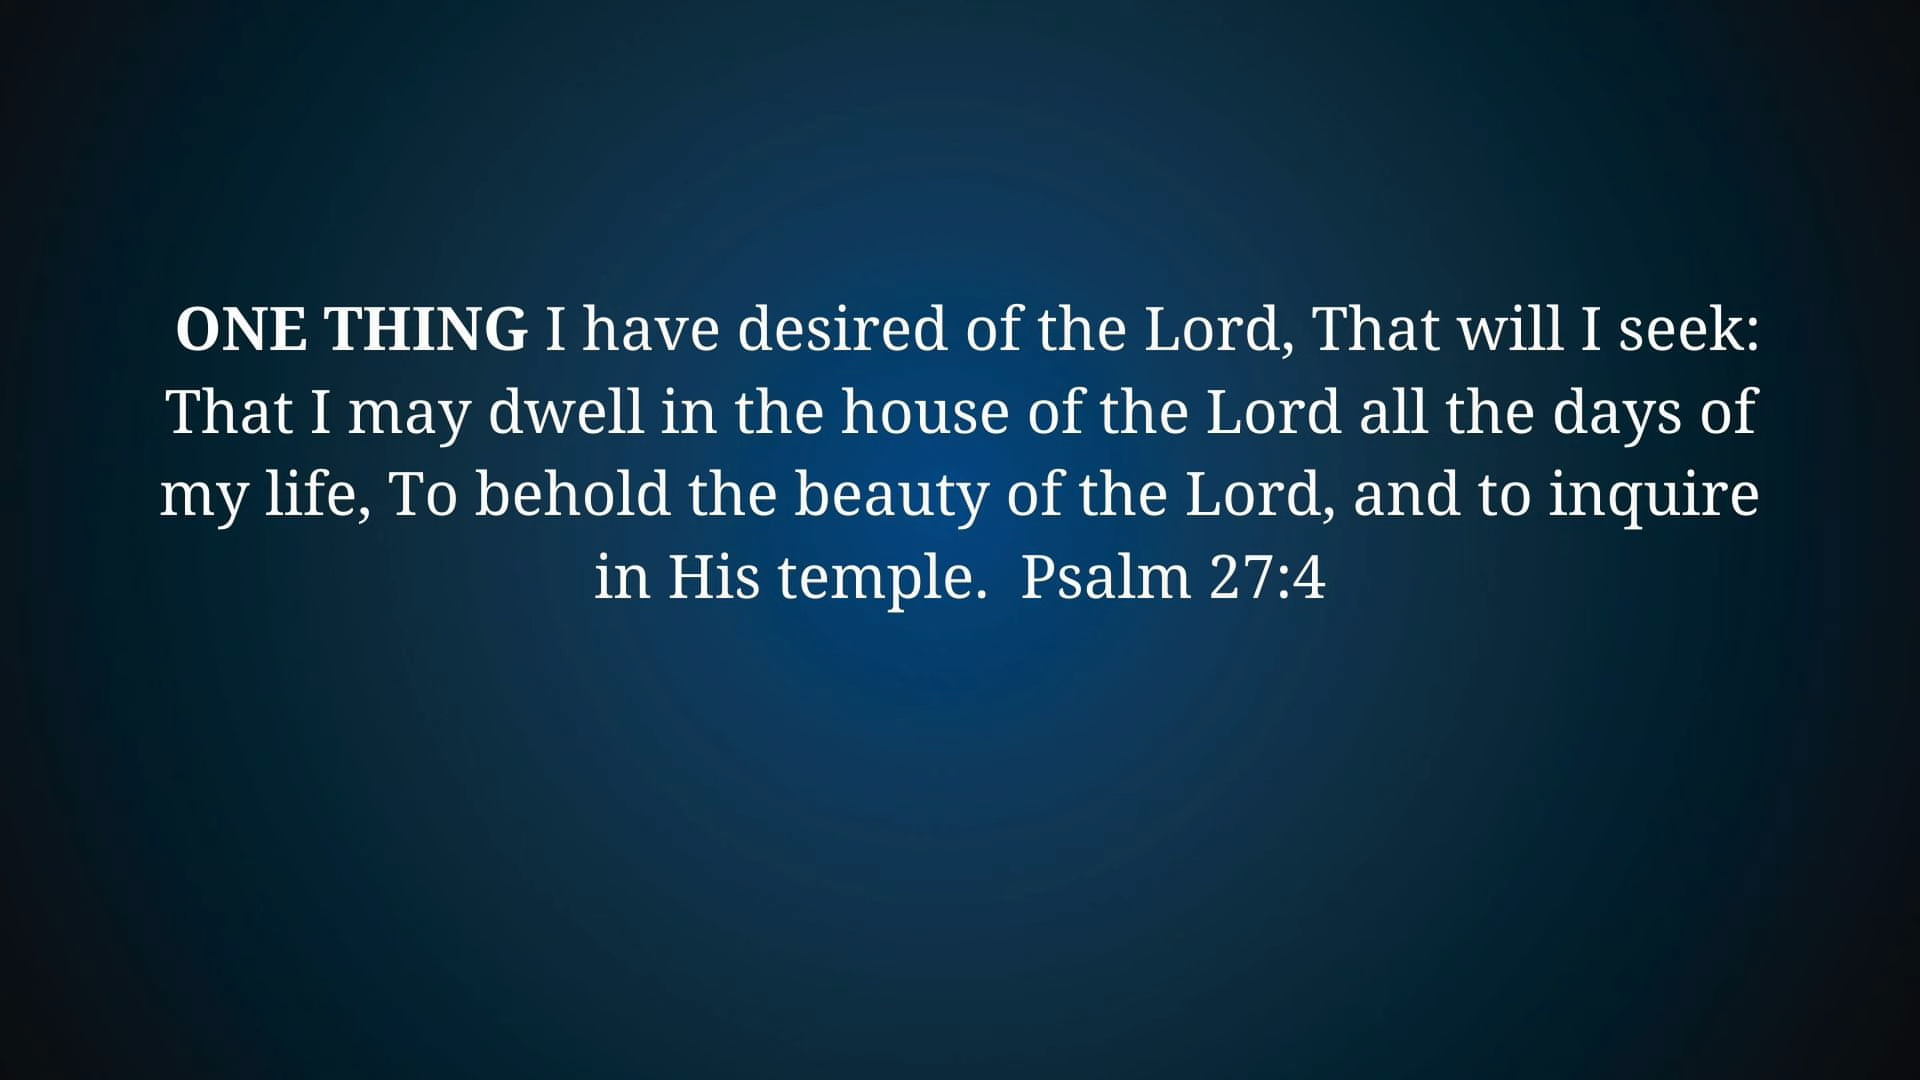 ONE THING I have desired of the Lord, That will I seek:
That I may dwell in the house of the Lord all the days of
my life, To behold the beauty of the Lord, and to inquire
in His temple.  Psalm 27:4